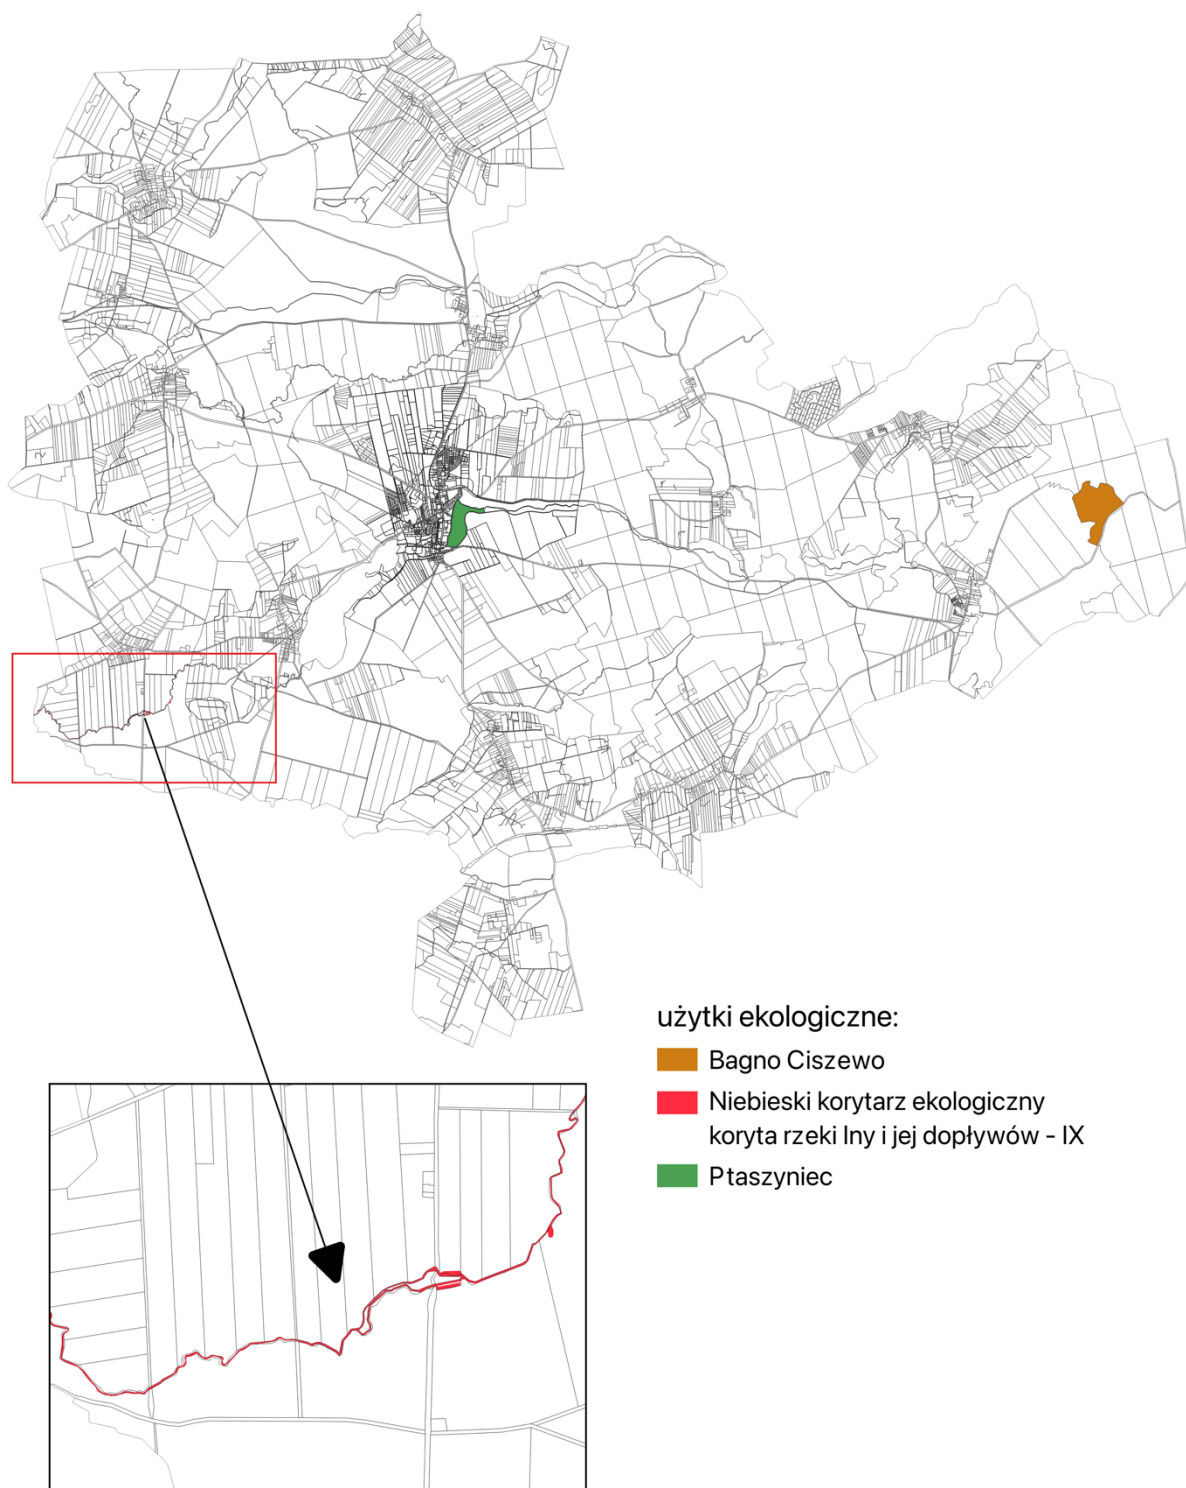 użytki ekologiczne:
Bagno Ciszewo
Niebieski korytarz ekologiczny
koryta rzeki Iny i jej dopływów - IX
Ptaszyniec